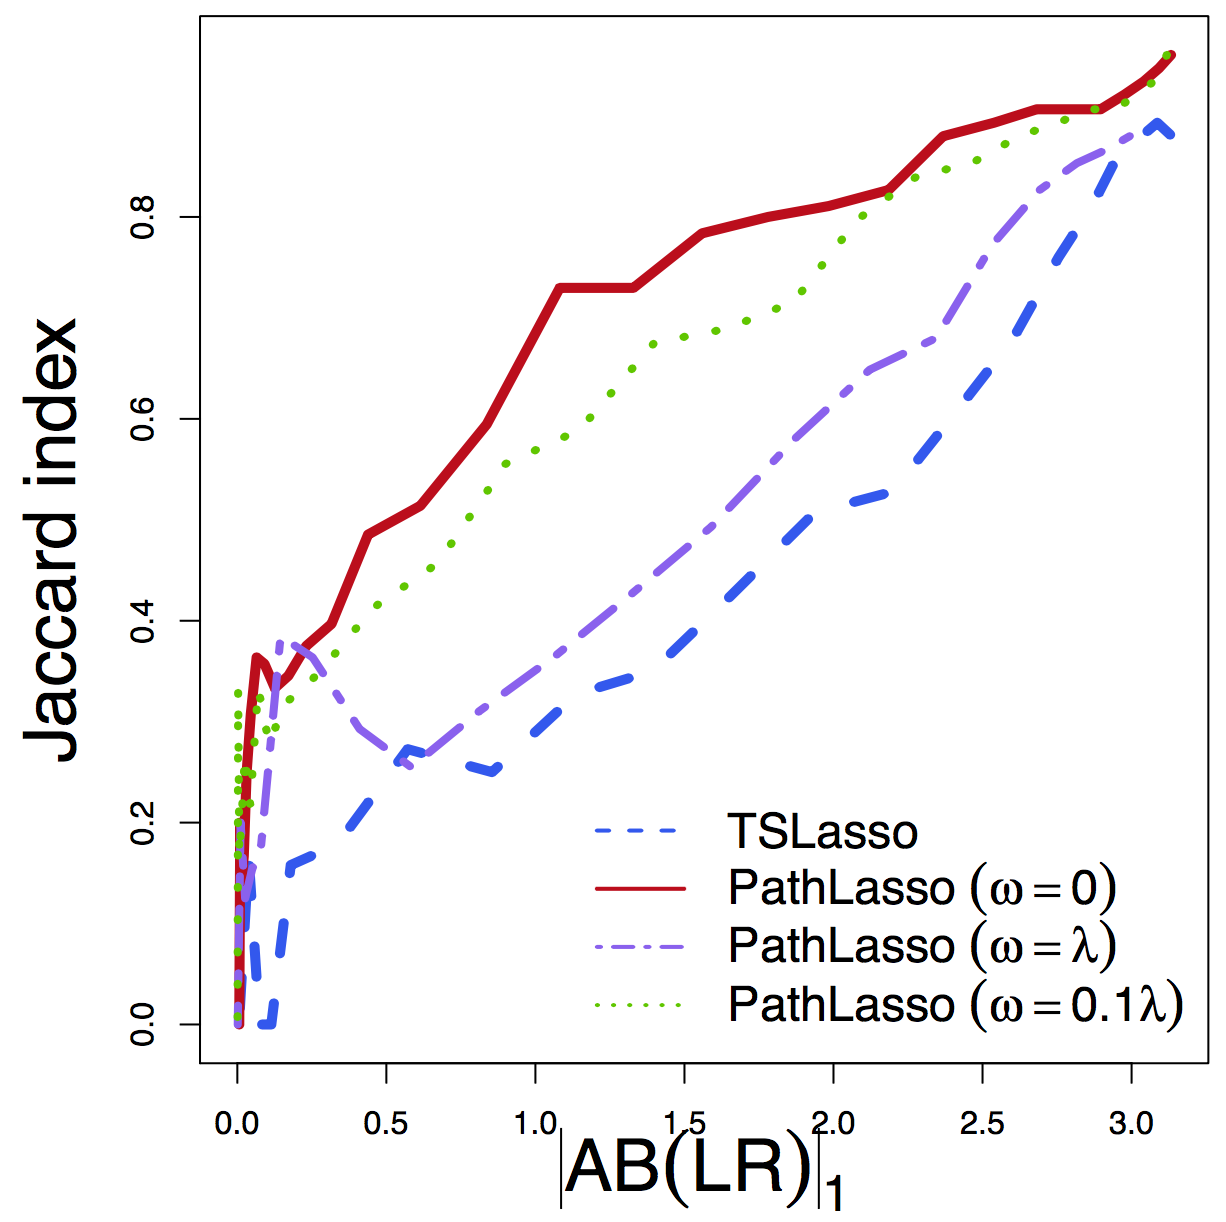 Jaccard index
0.8
0.6
0.4
0.2
0.0
TSLasso
PathLasso (ω = 0)
PathLasso (ω = λ)
PathLasso (ω = 0.1λ)
0.0 0.5 1.0 1.5 2.0 2.5 3.0
|AB(LR)|₁